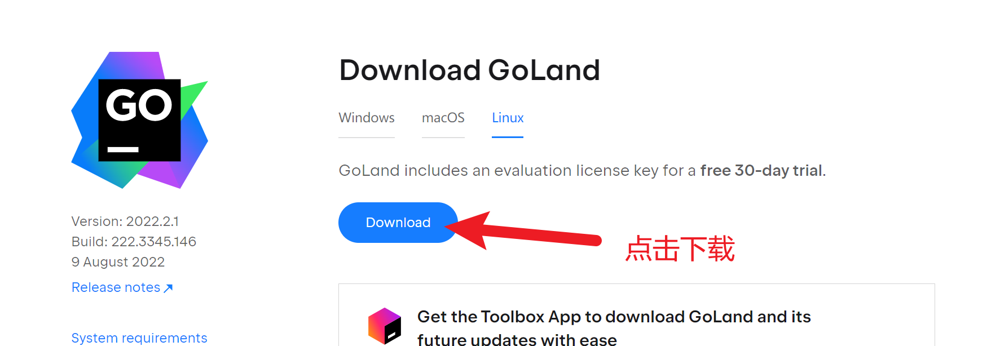 GO
Version: 2022.2.1
Build: 222.3345.146
9 August 2022
Release notes ↗
System requirements
Download GoLand
Windows macOS Linux
GoLand includes an evaluation license key for a free 30-day trial.
Download
点击下载
Get the Toolbox App to download GoLand and its
future updates with ease